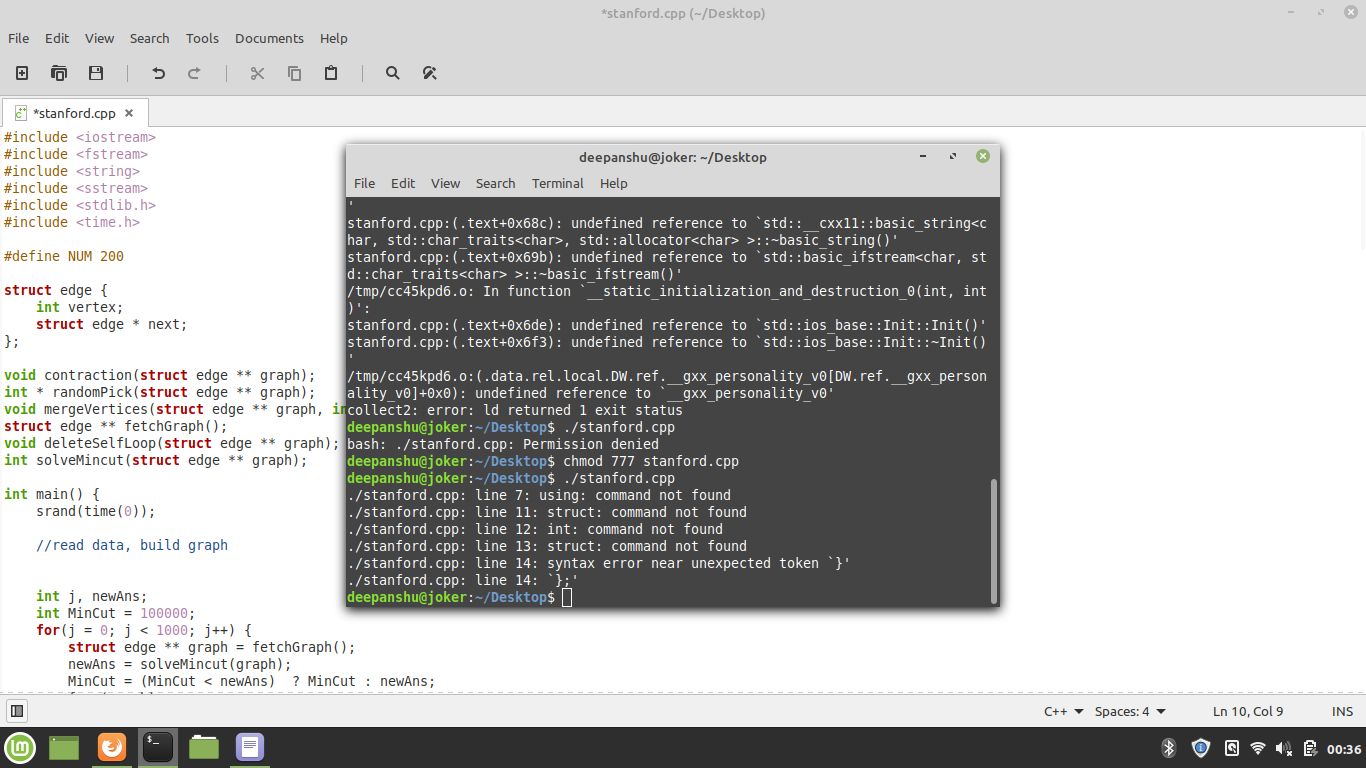 *stanford.cpp (~/Desktop)
File Edit View Search Tools Documents Help
*stanford.cpp
#include <iostream>
#include <fstream>
#include <string>
#include <sstream>
#include <stdlib.h>
#include <time.h>
#define NUM 200
struct edge {
int vertex;
struct edge * next;
};
void contraction(struct edge ** graph);
int * randomPick(struct edge ** graph);
void mergeVertices(struct edge ** graph, in
struct edge ** fetchGraph();
void deleteSelfLoop(struct edge ** graph);
int solveMincut(struct edge ** graph);
int main() {
srand(time(0));
//read data, build graph
int j, newAns;
int MinCut = 100000;
for(j = 0; j < 1000; j++) {
struct edge ** graph = fetchGraph();
newAns = solveMincut(graph);
MinCut = (MinCut < newAns)  ? MinCut : newAns;
deepanshu@joker: ~/Desktop
File Edit View Search Terminal Help
'
stanford.cpp:(.text+0x68c): undefined reference to `std::__cxx11::basic_string<c
har, std::char_traits<char>, std::allocator<char> >::~basic_string()'
stanford.cpp:(.text+0x69b): undefined reference to `std::basic_ifstream<char, st
d::char_traits<char> >::~basic_ifstream()'
/tmp/cc45kpd6.o: In function `__static_initialization_and_destruction_0(int, int
)':
stanford.cpp:(.text+0x6de): undefined reference to `std::ios_base::Init::Init()'
stanford.cpp:(.text+0x6f3): undefined reference to `std::ios_base::Init::~Init()
'
/tmp/cc45kpd6.o:(.data.rel.local.DW.ref.__gxx_personality_v0[DW.ref.__gxx_person
ality_v0]+0x0): undefined reference to `__gxx_personality_v0'
collect2: error: ld returned 1 exit status
deepanshu@joker:~/Desktop$ ./stanford.cpp
bash: ./stanford.cpp: Permission denied
deepanshu@joker:~/Desktop$ chmod 777 stanford.cpp
deepanshu@joker:~/Desktop$ ./stanford.cpp
./stanford.cpp: line 7: using: command not found
./stanford.cpp: line 11: struct: command not found
./stanford.cpp: line 12: int: command not found
./stanford.cpp: line 13: struct: command not found
./stanford.cpp: line 14: syntax error near unexpected token `}'
./stanford.cpp: line 14: `};'
deepanshu@joker:~/Desktop$
C++ Spaces: 4 Ln 10, Col 9 INS
00:36